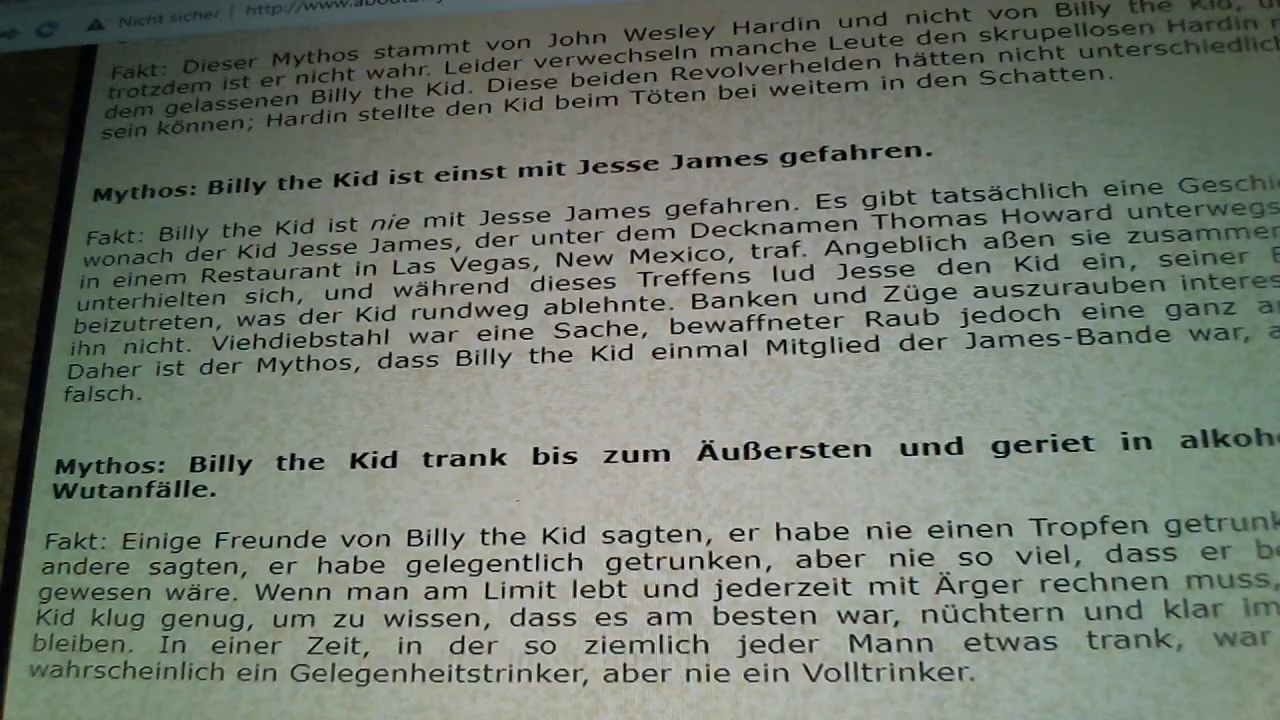 Nicht sicher | http://www.
Fakt: Dieser Mythos stammt von John Wesley Hardin und nicht von Billy the Kid,
trotzdem ist er nicht wahr. Leider verwechseln manche Leute den skrupellosen Hardin
dem gelassenen Billy the Kid. Diese beiden Revolverhelden hätten nicht unterschiedlich
sein können; Hardin stellte den Kid beim Töten bei weitem in den Schatten.
Mythos: Billy the Kid ist einst mit Jesse James gefahren.
Fakt: Billy the Kid ist nie mit Jesse James gefahren. Es gibt tatsächlich eine
wonach der Kid Jesse James, der unter dem Decknamen Thomas Howard unterwegs
in einem Restaurant in Las Vegas, New Mexico, traf. Angeblich aßen sie
unterhielten sich, und während dieses Treffens lud Jesse den Kid ein, seiner
beizutreten, was der Kid rundweg ablehnte. Banken und Züge auszurauben
ihn nicht. Viehdiebstahl war eine Sache, bewaffneter Raub jedoch eine ganz
Daher ist der Mythos, dass Billy the Kid einmal Mitglied der James-Bande war,
falsch.
Mythos: Billy the Kid trank bis zum Äußersten und geriet in
Wutanfälle.
Fakt: Einige Freunde von Billy the Kid sagten, er habe nie einen Tropfen
andere sagten, er habe gelegentlich getrunken, aber nie so viel, dass er
gewesen wäre. Wenn man am Limit lebt und jederzeit mit Ärger rechnen muss,
Kid klug genug, um zu wissen, dass es am besten war, nüchtern und klar im
bleiben. In einer Zeit, in der so ziemlich jeder Mann etwas trank, war
wahrscheinlich ein Gelegenheitstrinker, aber nie ein Volltrinker.